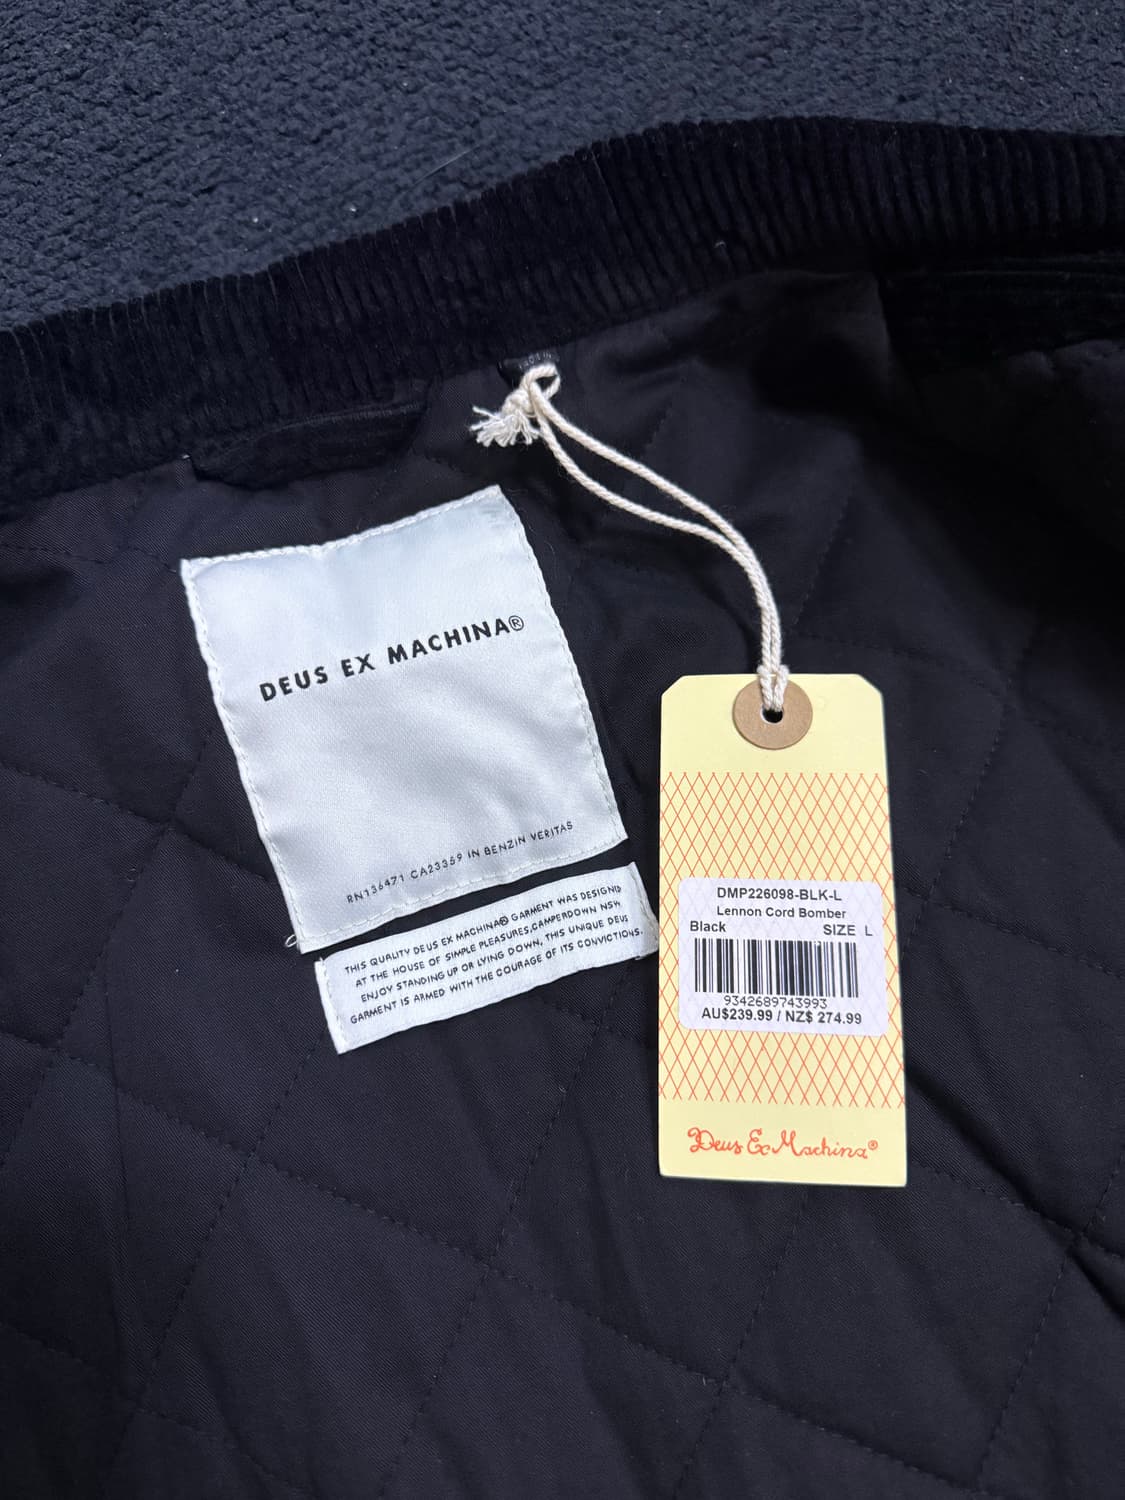 MADE IN
DEUS EX MACHINA®
RN136471 CA23359 IN BENZIN VERITAS
THIS QUALITY DEUS EX MACHINA® GARMENT WAS DESIGNED
AT THE HOUSE OF SIMPLE PLEASURES,CAMPERDOWN NSW.
ENJOY STANDING UP OR LYING DOWN, THIS UNIQUE DEUS
GARMENT IS ARMED WITH THE COURAGE OF ITS CONVICTIONS.
DMP226098-BLK-L
Lennon Cord Bomber
Black SIZE L
9342689743993
AU$239.99 / NZ$ 274.99
Deus Ex Machina®